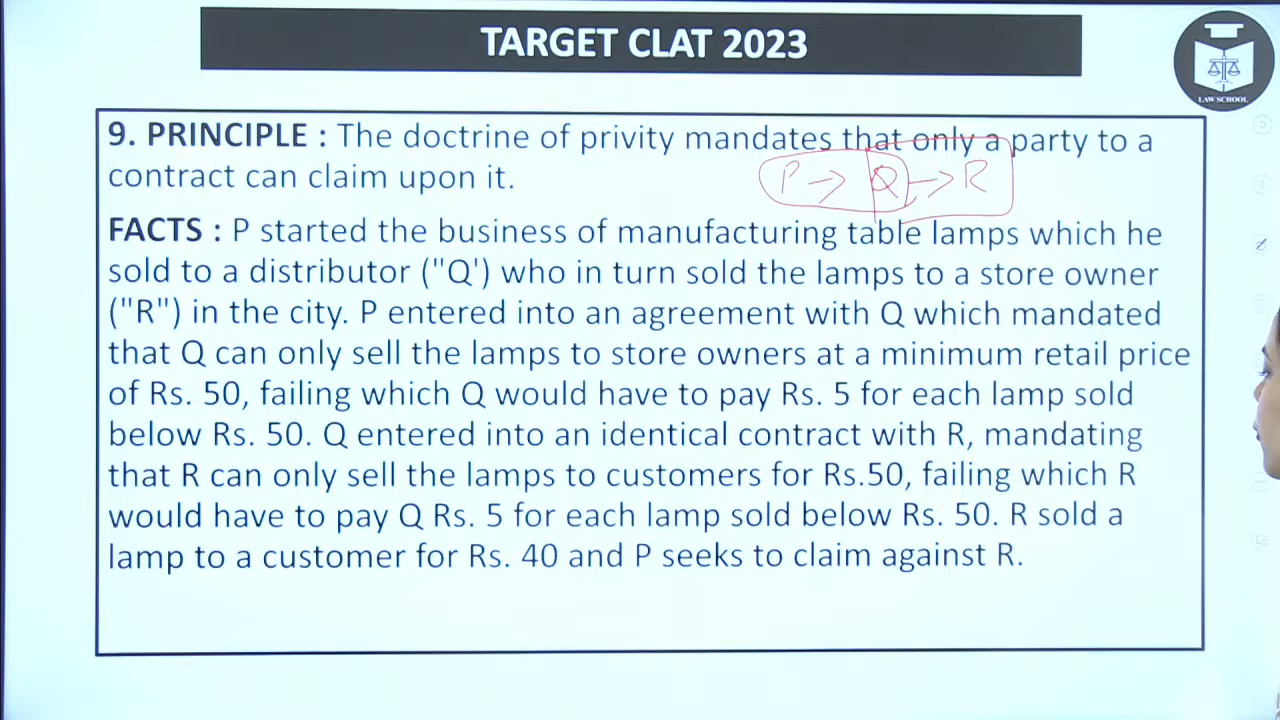 TARGET CLAT 2023
LAW SCHOOL
9. PRINCIPLE : The doctrine of privity mandates that only a party to a
contract can claim upon it.
P → Q → R
FACTS : P started the business of manufacturing table lamps which he
sold to a distributor ("Q') who in turn sold the lamps to a store owner
("R") in the city. P entered into an agreement with Q which mandated
that Q can only sell the lamps to store owners at a minimum retail price
of Rs. 50, failing which Q would have to pay Rs. 5 for each lamp sold
below Rs. 50. Q entered into an identical contract with R, mandating
that R can only sell the lamps to customers for Rs.50, failing which R
would have to pay Q Rs. 5 for each lamp sold below Rs. 50. R sold a
lamp to a customer for Rs. 40 and P seeks to claim against R.